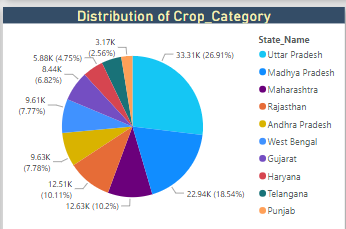 Distribution of Crop_Category
3.17K
(2.56%)
5.88K (4.75%)
8.44K
(6.82%)
9.61K
(7.77%)
9.63K
(7.78%)
12.51K
(10.11%)
12.63K (10.2%)
22.94K (18.54%)
33.31K (26.91%)
State_Name
Uttar Pradesh
Madhya Pradesh
Maharashtra
Rajasthan
Andhra Pradesh
West Bengal
Gujarat
Haryana
Telangana
Punjab